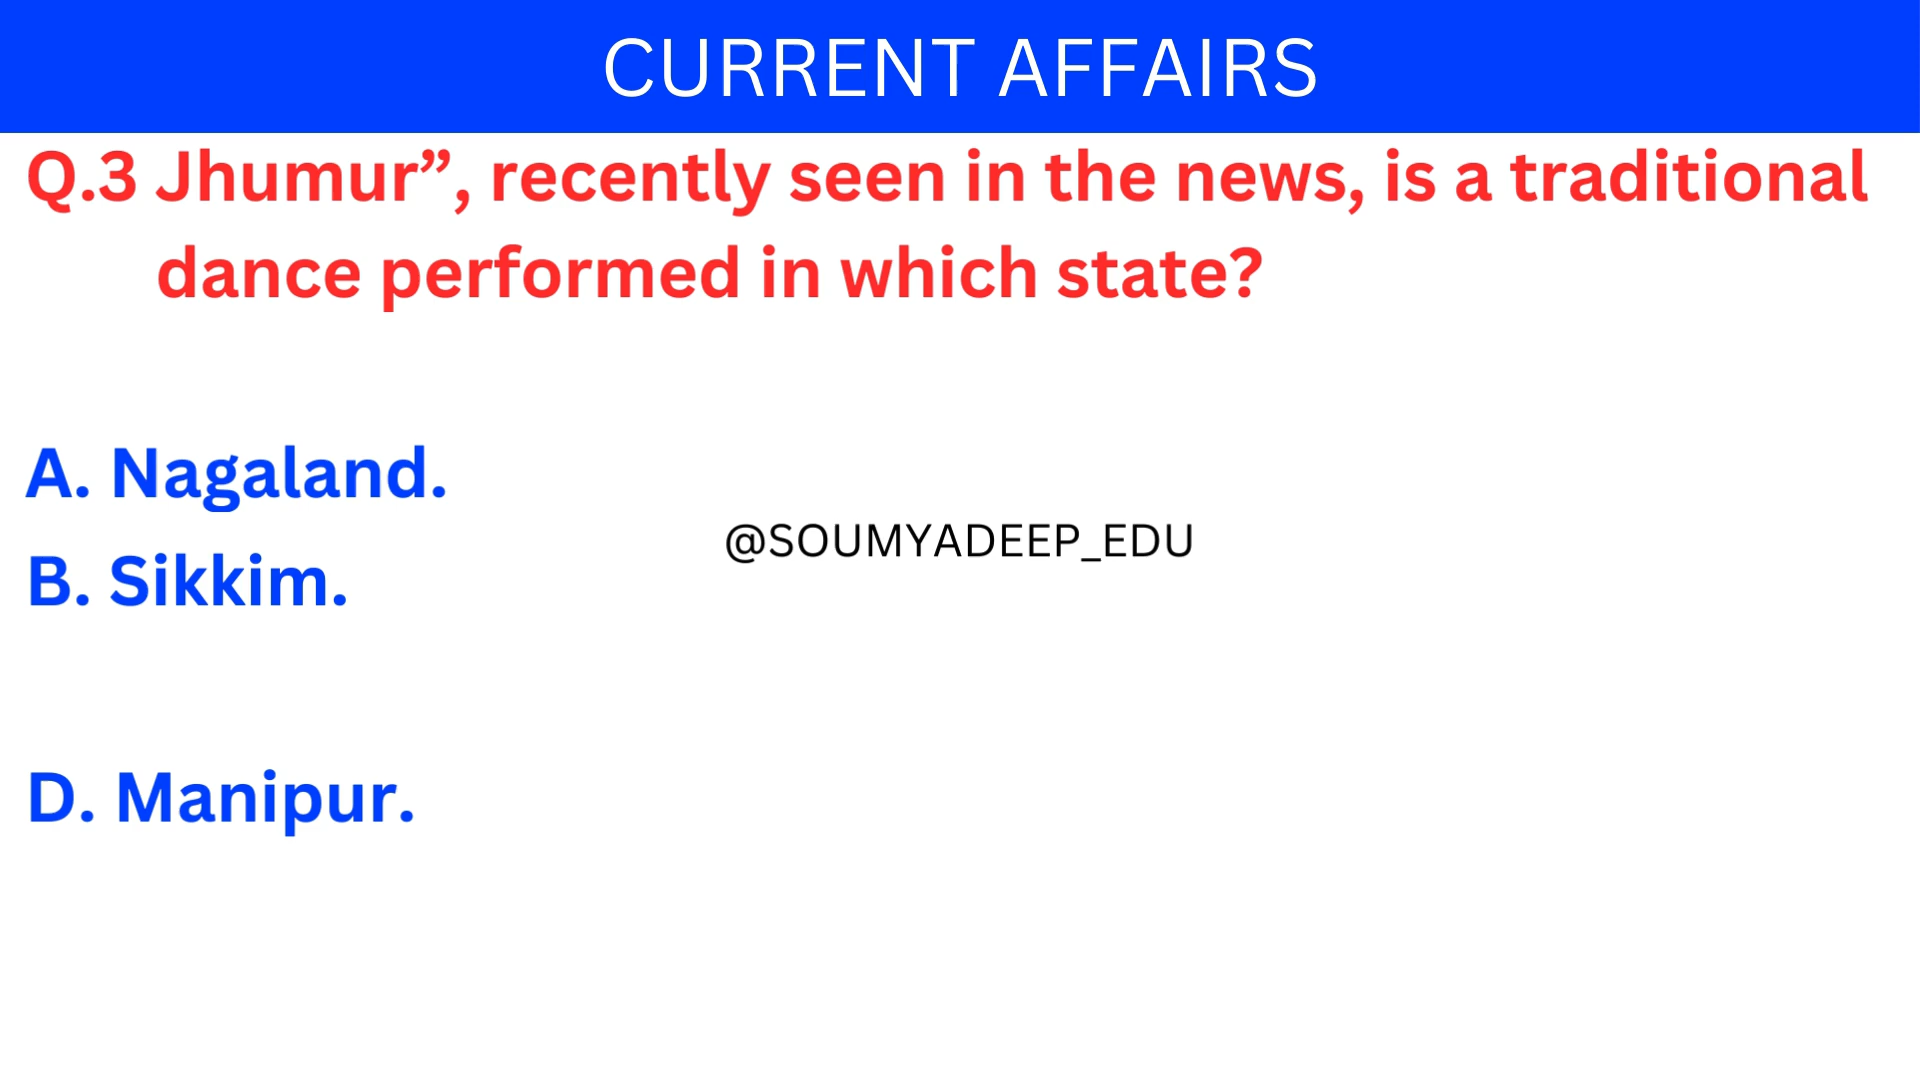 CURRENT AFFAIRS
Q.3 Jhumur”, recently seen in the news, is a traditional
dance performed in which state?
A. Nagaland.
@SOUMYADEEP_EDU
B. Sikkim.
D. Manipur.